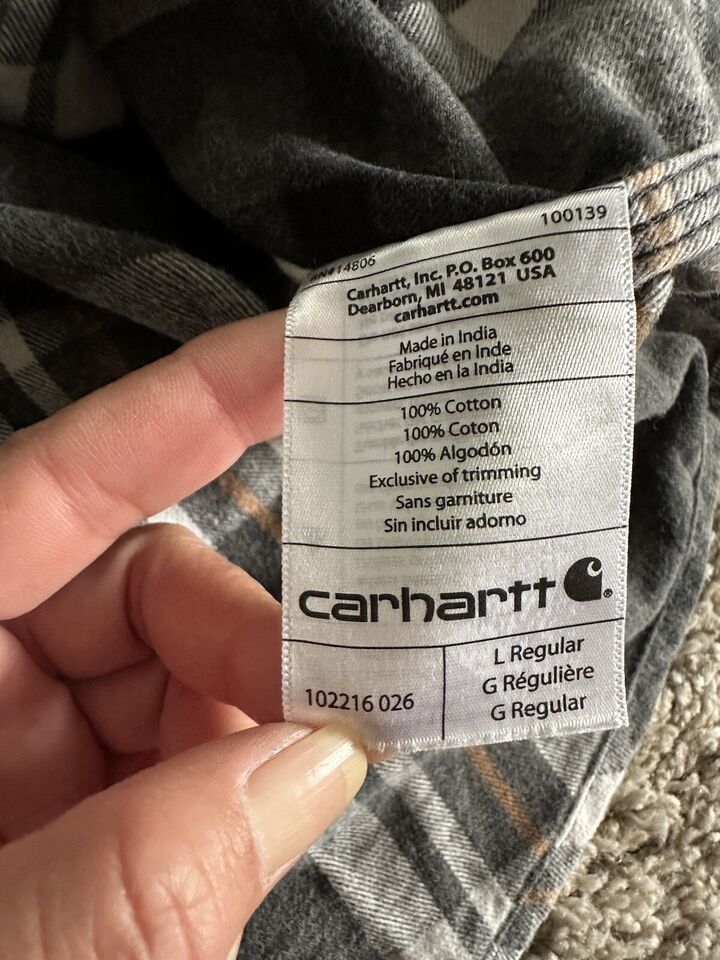 100139
RN#14806
Carhartt, Inc. P.O. Box 600
Dearborn, MI 48121 USA
carhartt.com
Made in India
Fabriqué en Inde
Hecho en la India
100% Cotton
100% Coton
100% Algodón
Exclusive of trimming
Sans garniture
Sin incluir adorno
carhartt ®
102216 026
L Regular
G Régulière
G Regular